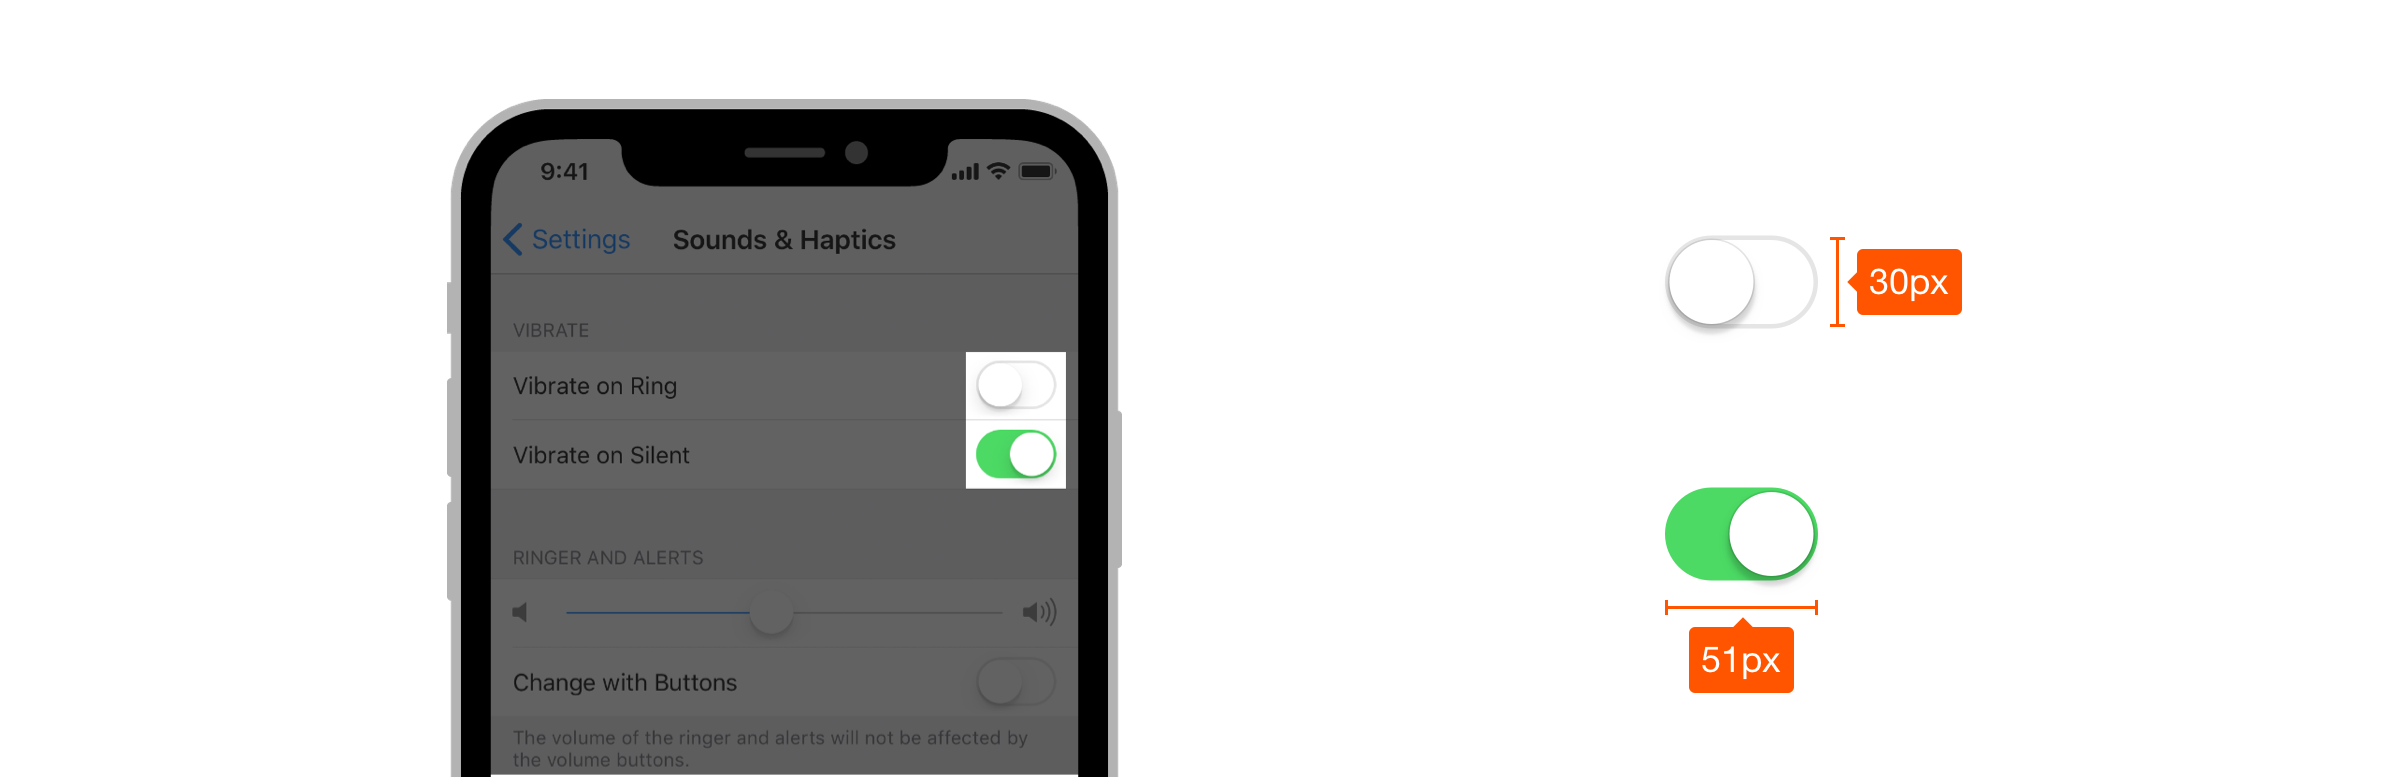 9:41
Settings
Sounds & Haptics
VIBRATE
Vibrate on Ring
Vibrate on Silent
RINGER AND ALERTS
Change with Buttons
The volume of the ringer and alerts will not be affected by
the volume buttons.
30px
51px